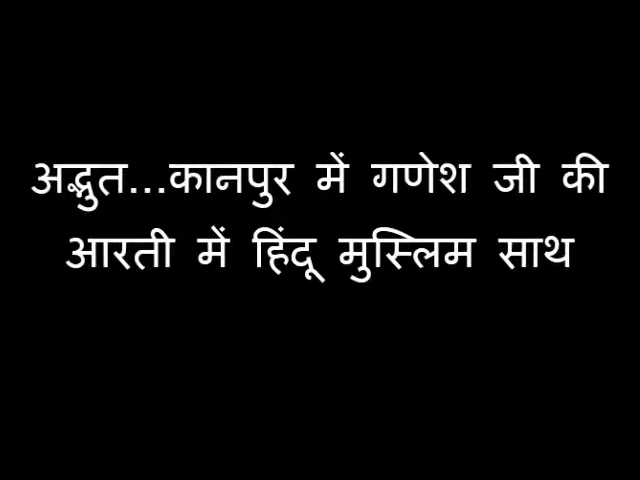 अद्भुत...कानपुर में गणेश जी की
आरती में हिंदू मुस्लिम साथ